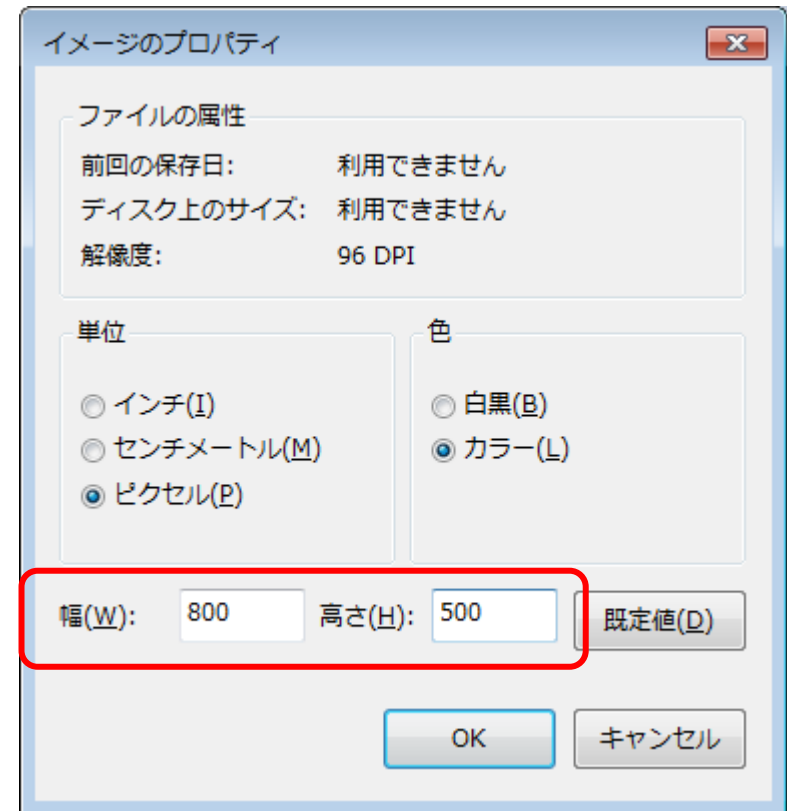 イメージのプロパティ
ファイルの属性
前回の保存日: 利用できません
ディスク上のサイズ: 利用できません
解像度: 96 DPI
単位 色
インチ(I) 白黒(B)
センチメートル(M) カラー(L)
ピクセル(P)
幅(W): 800 高さ(H): 500 既定値(D)
OK キャンセル